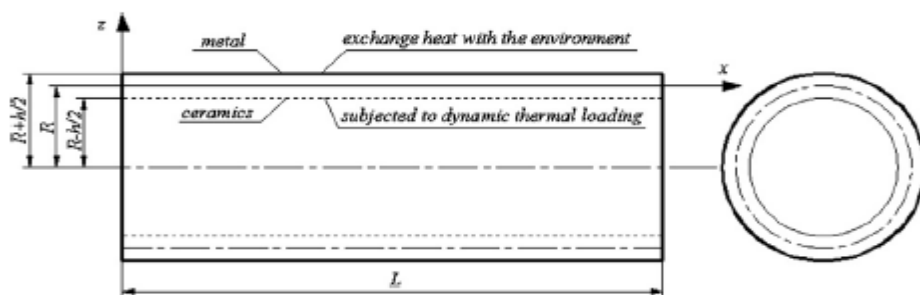 z
metal
exchange heat with the environment
x
ceramics
subjected to dynamic thermal loading
R+h/2
R
R-h/2
L